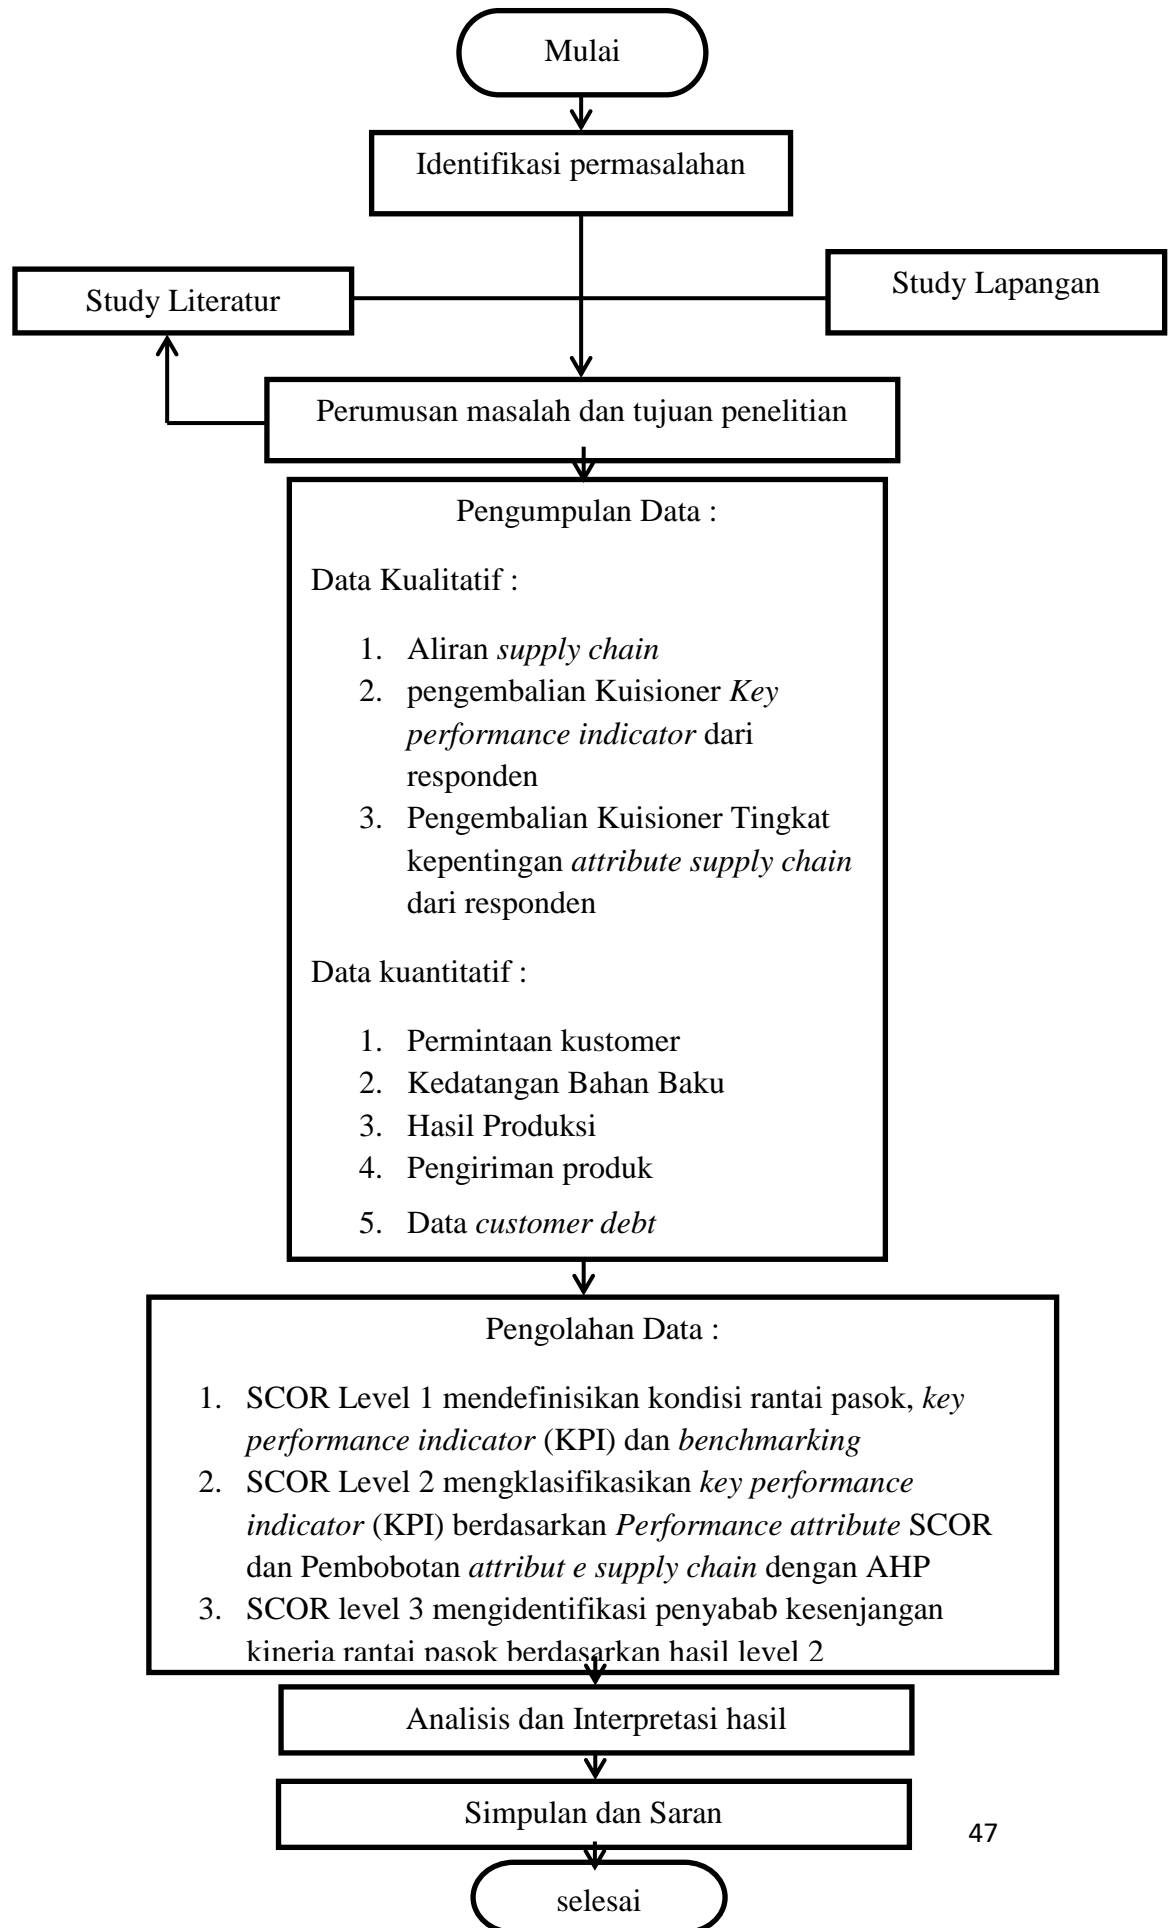 Mulai
Identifikasi permasalahan
Study Literatur
Study Lapangan
Perumusan masalah dan tujuan penelitian
Pengumpulan Data :
Data Kualitatif :
1. Aliran supply chain
2. pengembalian Kuisioner Key
performance indicator dari
responden
3. Pengembalian Kuisioner Tingkat
kepentingan attribute supply chain
dari responden
Data kuantitatif :
1. Permintaan kustomer
2. Kedatangan Bahan Baku
3. Hasil Produksi
4. Pengiriman produk
5. Data customer debt
Pengolahan Data :
1. SCOR Level 1 mendefinisikan kondisi rantai pasok, key
performance indicator (KPI) dan benchmarking
2. SCOR Level 2 mengklasifikasikan key performance
indicator (KPI) berdasarkan Performance attribute SCOR
dan Pembobotan attribut e supply chain dengan AHP
3. SCOR level 3 mengidentifikasi penyabab kesenjangan
kinerja rantai pasok berdasarkan hasil level 2
Analisis dan Interpretasi hasil
Simpulan dan Saran
47
selesai